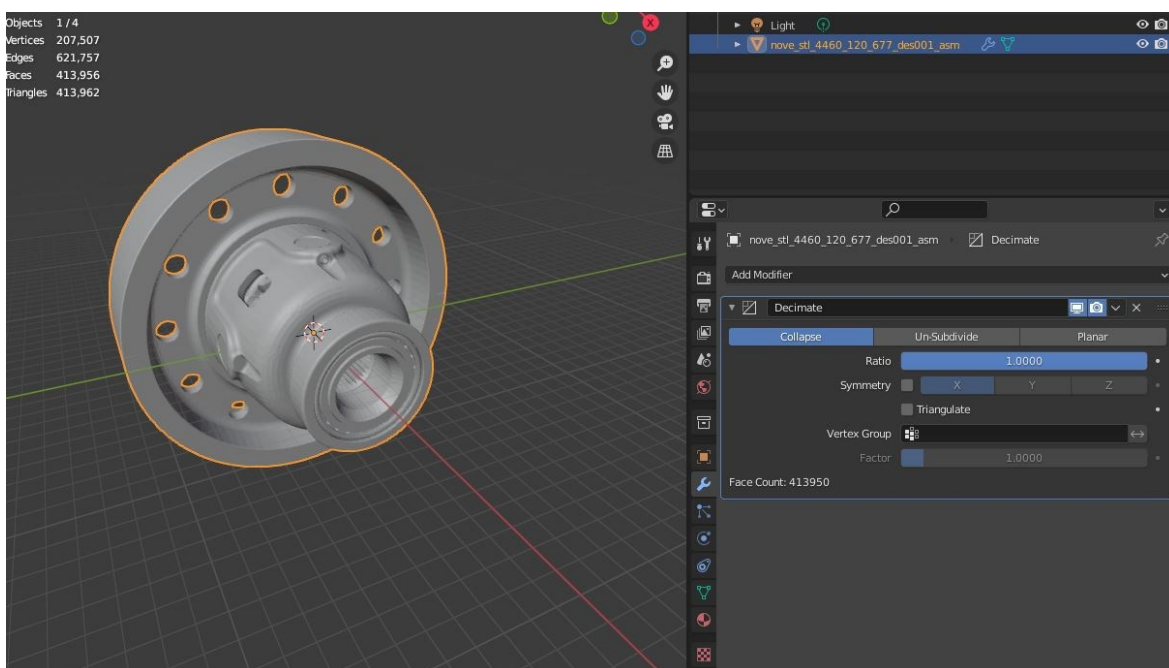 Objects 1/4
Vertices 207,507
Edges 621,757
Faces 413,956
Triangles 413,962
X
Light
nove_stl_4460_120_677_des001_asm
nove_stl_4460_120_677_des001_asm Decimate
Add Modifier
Decimate
Collapse Un-Subdivide Planar
Ratio 1.0000
Symmetry X Y Z
Triangulate
Vertex Group
Factor 1.0000
Face Count: 413950